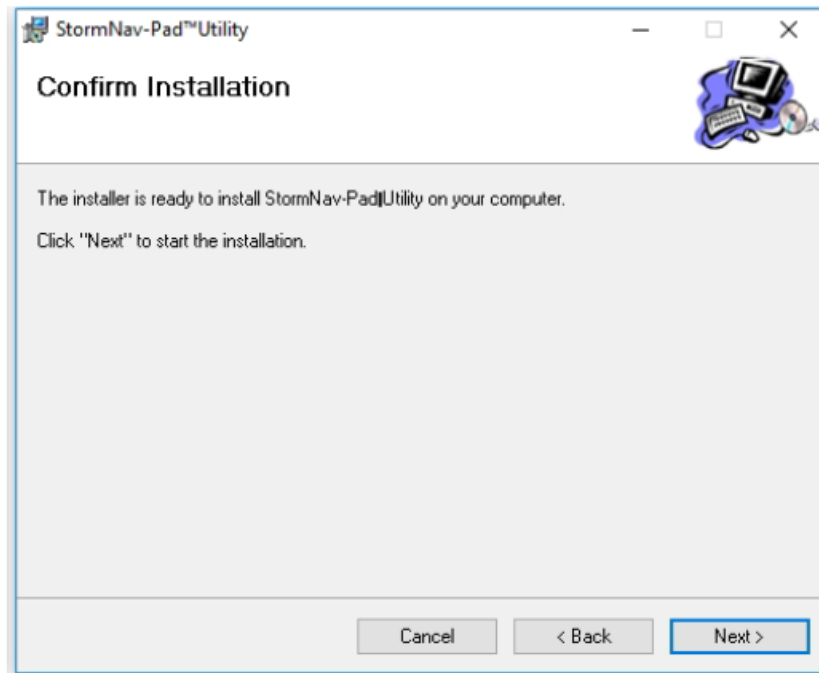 StormNav-Pad™Utility
Confirm Installation
The installer is ready to install StormNav-Pad‖Utility on your computer.
Click "Next" to start the installation.
Cancel
< Back
Next >